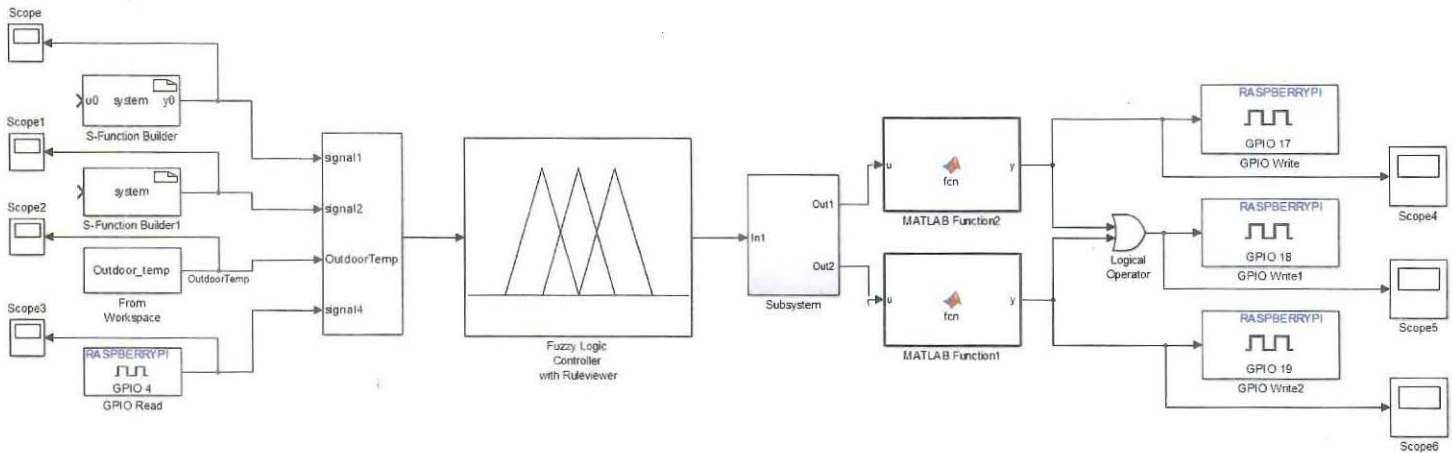 Scope
u0 system y0
S-Function Builder
Scope1
system
S-Function Builder1
Scope2
Outdoor_temp
OutdoorTemp
From
Workspace
Scope3
RASPBERRYPI
GPIO 4
GPIO Read
signal1
signal2
OutdoorTemp
signal4
Fuzzy Logic
Controller
with Ruleviewer
In1
Out1
Out2
Subsystem
u
fcn
y
MATLAB Function2
u
fcn
y
MATLAB Function1
Logical
Operator
RASPBERRYPI
GPIO 17
GPIO Write
Scope4
RASPBERRYPI
GPIO 18
GPIO Write1
Scope5
RASPBERRYPI
GPIO 19
GPIO Write2
Scope6